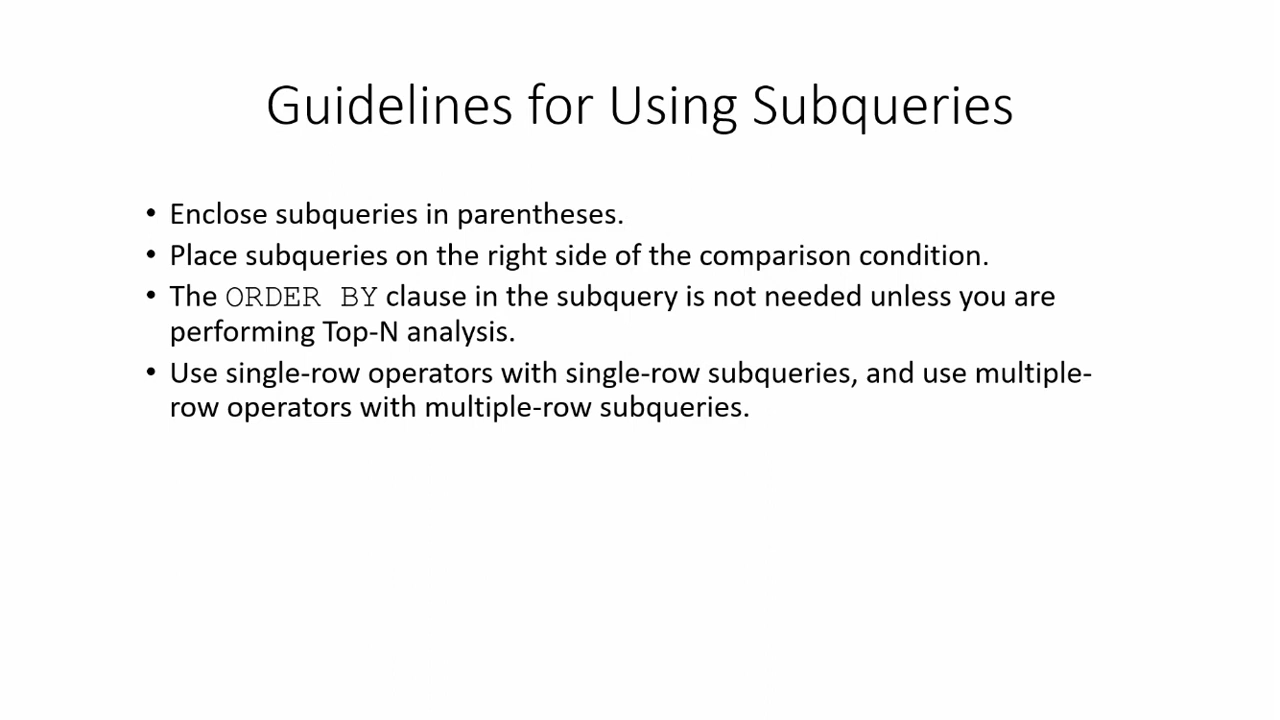 Guidelines for Using Subqueries
• Enclose subqueries in parentheses.
• Place subqueries on the right side of the comparison condition.
• The ORDER BY clause in the subquery is not needed unless you are
performing Top-N analysis.
• Use single-row operators with single-row subqueries, and use multiple-
row operators with multiple-row subqueries.